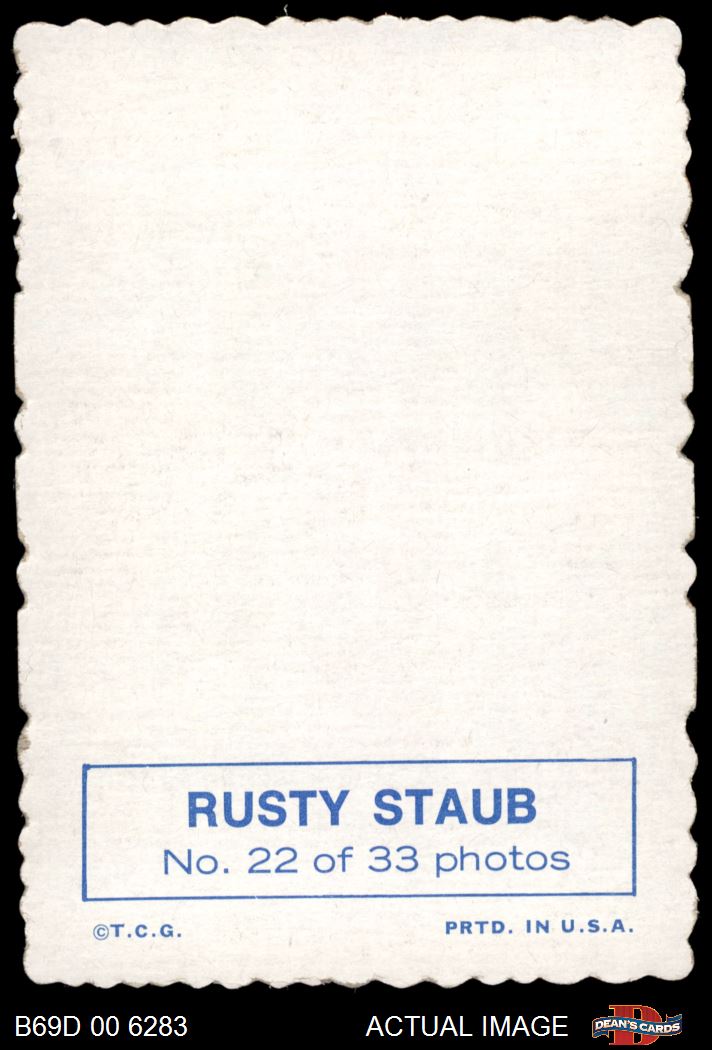 RUSTY STAUB
No. 22 of 33 photos
©T.C.G.
PRTD. IN U.S.A.
B69D 00 6283
ACTUAL IMAGE
D
DEAN'S CARDS